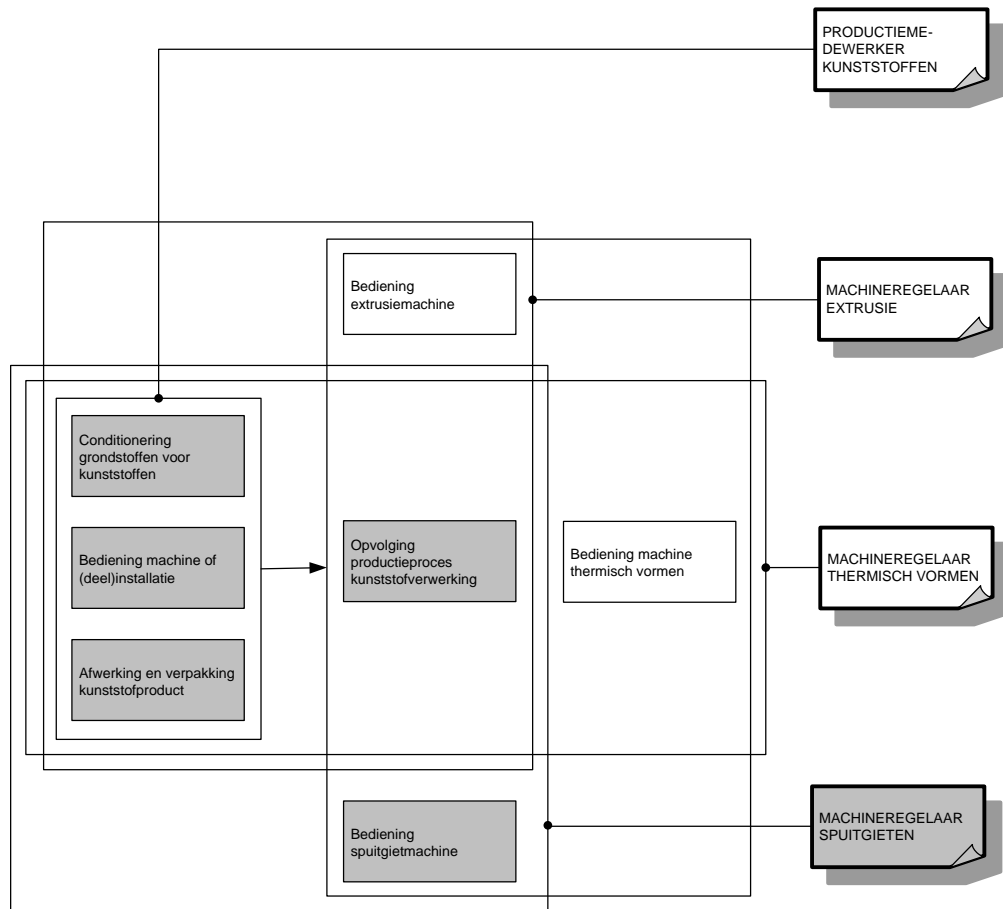 PRODUCTIEME-
DEWERKER
KUNSTSTOFFEN
Bediening
extrusiemachine
MACHINEREGELAAR
EXTRUSIE
Conditionering
grondstoffen voor
kunststoffen
Bediening machine of
(deel)installatie
Afwerking en verpakking
kunststofproduct
Opvolging
productieproces
kunststofverwerking
Bediening machine
thermisch vormen
MACHINEREGELAAR
THERMISCH VORMEN
Bediening
spuitgietmachine
MACHINEREGELAAR
SPUITGIETEN